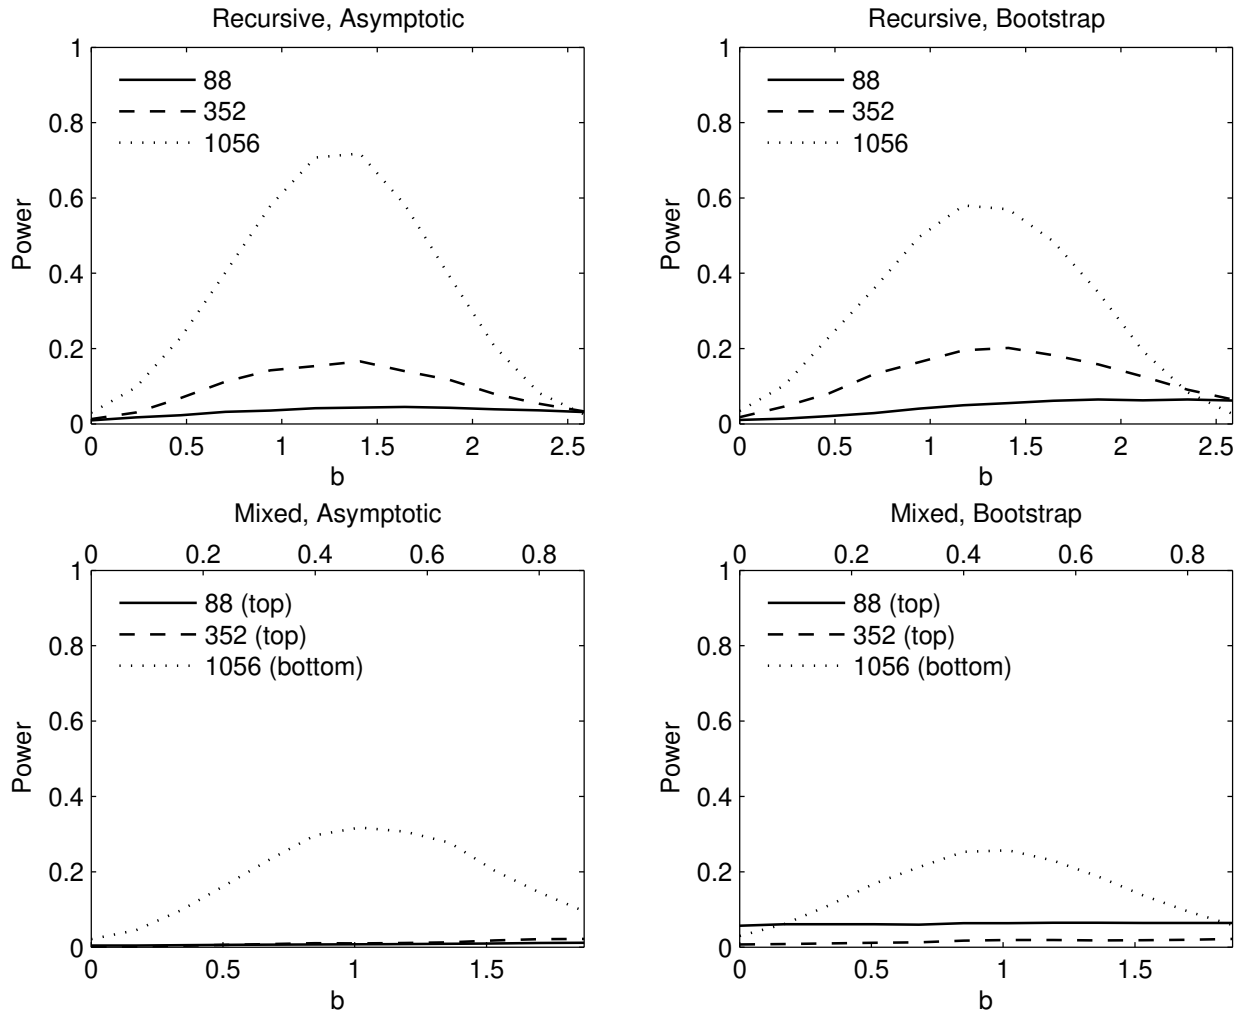 Recursive, Asymptotic
1
0.8
0.6
0.4
0.2
0
Power
88
352
1056
0 0.5 1 1.5 2 2.5
b
Recursive, Bootstrap
1
0.8
0.6
0.4
0.2
0
Power
88
352
1056
0 0.5 1 1.5 2 2.5
b
Mixed, Asymptotic
0 0.2 0.4 0.6 0.8
1
0.8
0.6
0.4
0.2
0
Power
88 (top)
352 (top)
1056 (bottom)
0 0.5 1 1.5
b
Mixed, Bootstrap
0 0.2 0.4 0.6 0.8
1
0.8
0.6
0.4
0.2
0
Power
88 (top)
352 (top)
1056 (bottom)
0 0.5 1 1.5
b